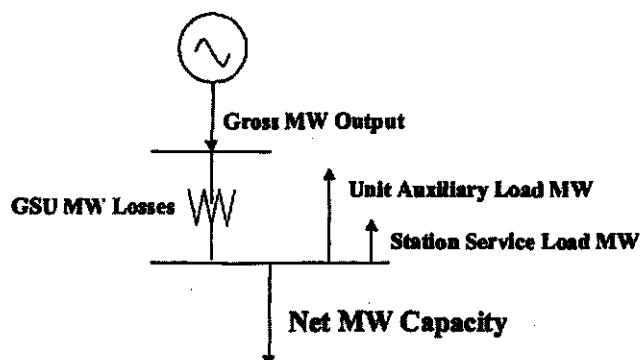 Gross MW Output
GSU MW Losses
Unit Auxiliary Load MW
Station Service Load MW
Net MW Capacity